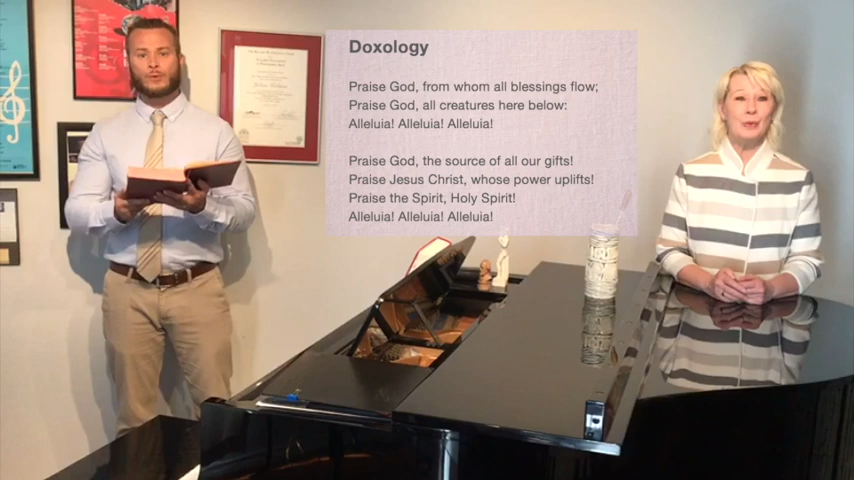 Doxology
Praise God, from whom all blessings flow;
Praise God, all creatures here below:
Alleluia! Alleluia! Alleluia!
Praise God, the source of all our gifts!
Praise Jesus Christ, whose power uplifts!
Praise the Spirit, Holy Spirit!
Alleluia! Alleluia! Alleluia!